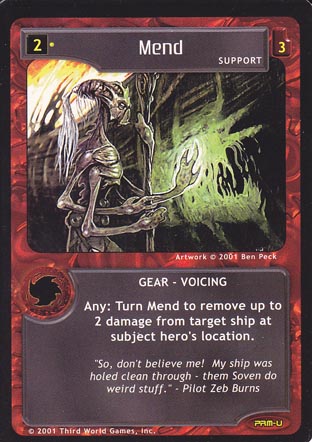 2 Mend 3
SUPPORT
Artwork © 2001 Ben Peck
GEAR - VOICING
Any: Turn Mend to remove up to
2 damage from target ship at
subject hero's location.
"So, don't believe me! My ship was
holed clean through - them Soven do
weird stuff." - Pilot Zeb Burns
© 2001 Third World Games, Inc. PRM-U